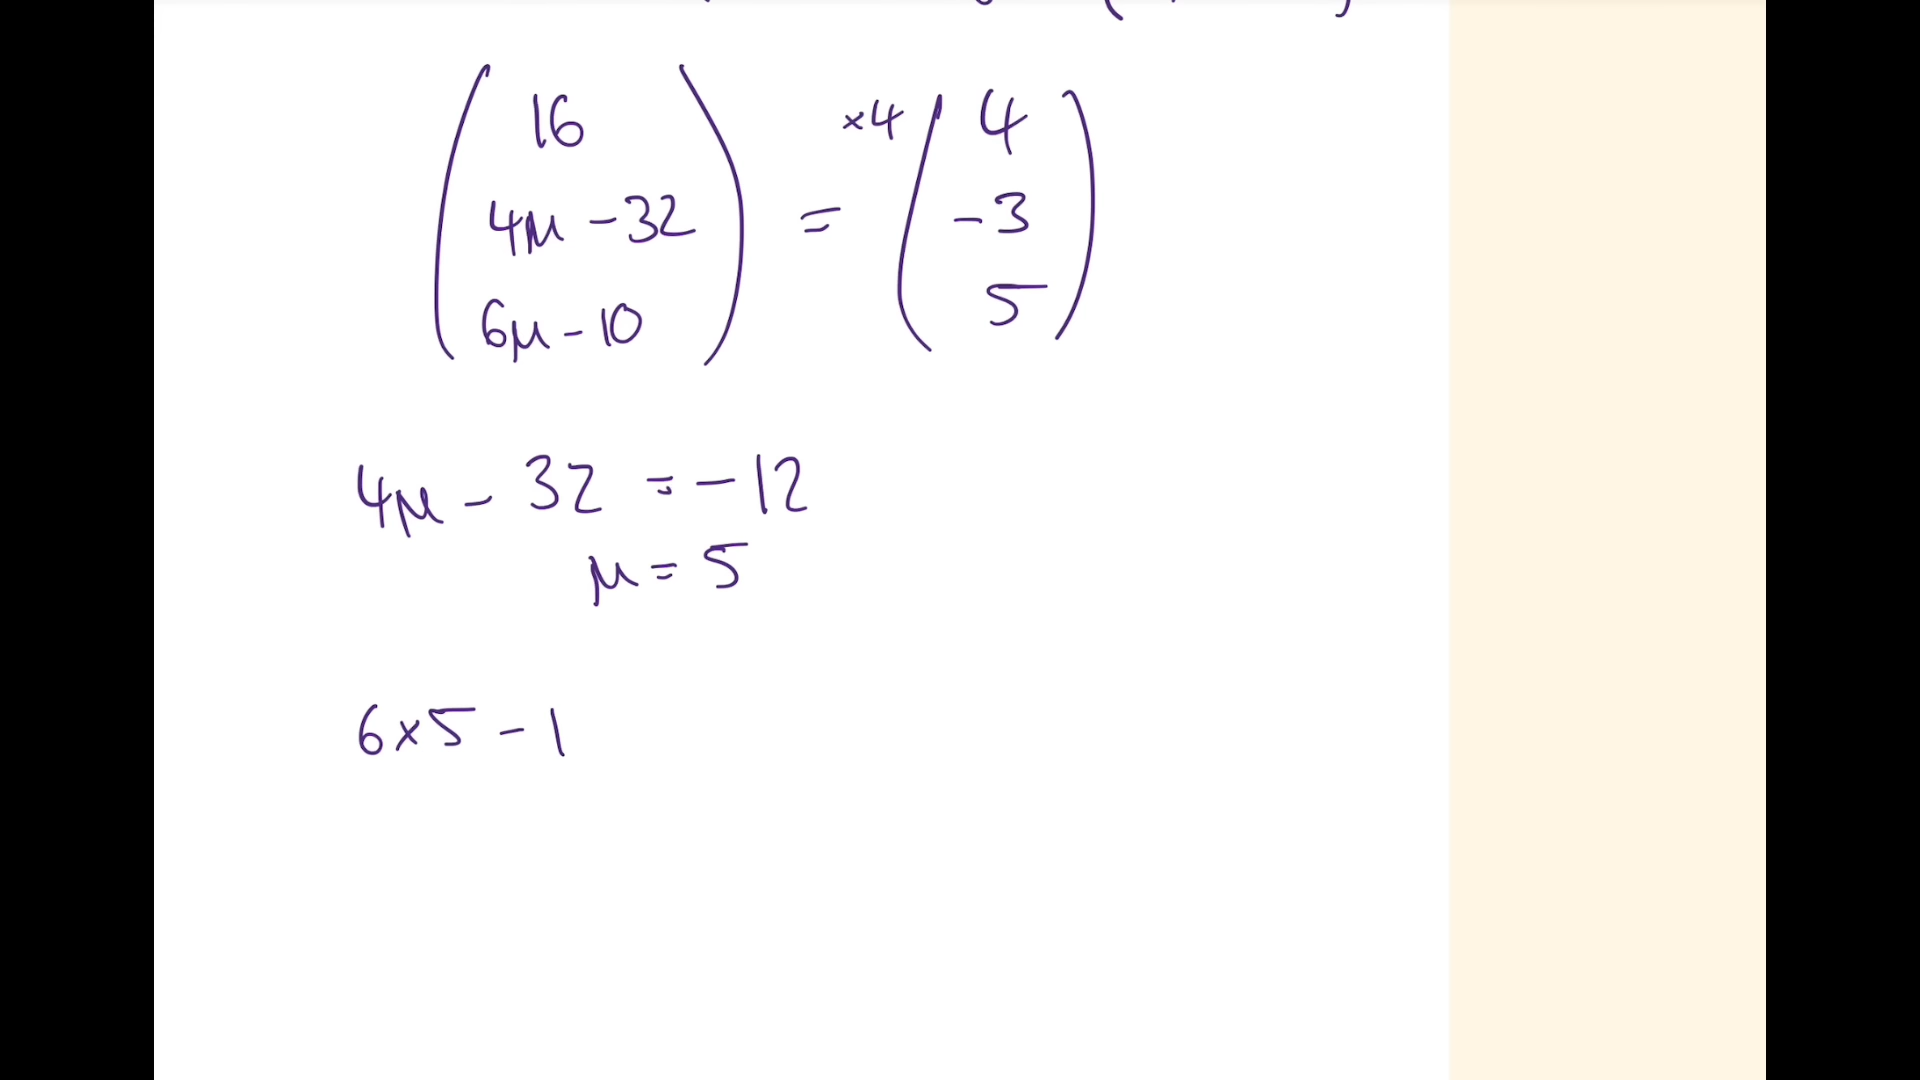 16
4μ - 32 = ×4 4
6μ - 10 -3
5
4μ - 32 = -12
μ = 5
6×5 - 1